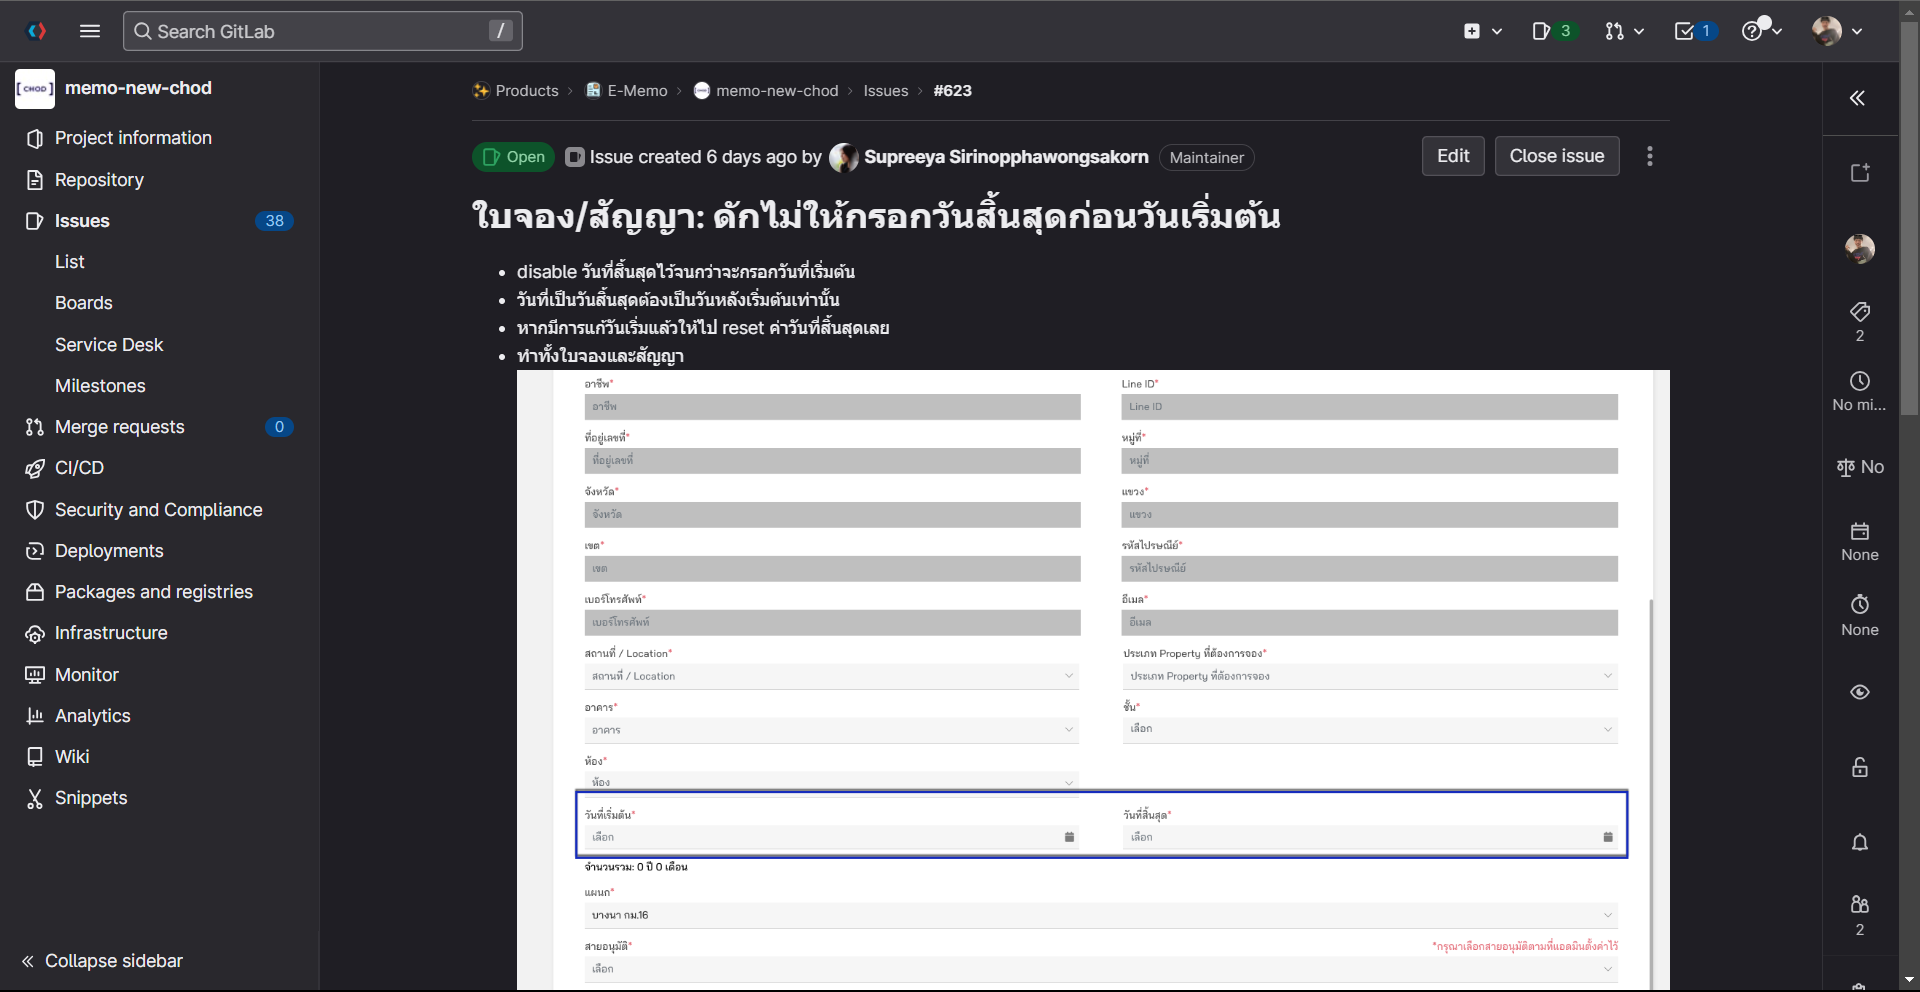 Search GitLab
/
3
1
memo-new-chod
Project information
Repository
Issues
38
List
Boards
Service Desk
Milestones
Merge requests
0
CI/CD
Security and Compliance
Deployments
Packages and registries
Infrastructure
Monitor
Analytics
Wiki
Snippets
Collapse sidebar
Products › E-Memo › memo-new-chod › Issues › #623
Open
Issue created 6 days ago by Supreeya Sirinopphawongsakorn Maintainer
Edit
Close issue
ใบจอง/สัญญา: ดักไม่ให้กรอกวันสิ้นสุดก่อนวันเริ่มต้น
• disable วันที่สิ้นสุดไว้จนกว่าจะกรอกวันที่เริ่มต้น
• วันที่เป็นวันสิ้นสุดต้องเป็นวันหลังเริ่มต้นเท่านั้น
• หากมีการแก้วันเริ่มแล้วให้ไป reset ค่าวันที่สิ้นสุดเลย
• ทำทั้งใบจองและสัญญา
อาชีพ* Line ID*
อาชีพ Line ID
ที่อยู่เลขที่* หมู่ที่*
ที่อยู่เลขที่ หมู่ที่
จังหวัด* แขวง*
จังหวัด แขวง
เขต* รหัสไปรษณีย์*
เขต รหัสไปรษณีย์
เบอร์โทรศัพท์* อีเมล*
เบอร์โทรศัพท์ อีเมล
สถานที่ / Location* ประเภท Property ที่ต้องการจอง*
สถานที่ / Location ประเภท Property ที่ต้องการจอง
อาคาร* ชั้น*
อาคาร เลือก
ห้อง*
ห้อง
วันที่เริ่มต้น* วันที่สิ้นสุด*
เลือก เลือก
จำนวนรวม: 0 ปี 0 เดือน
แผนก*
บางนา กม.16
สายอนุมัติ* *กรุณาเลือกสายอนุมัติตามที่แอดมินตั้งค่าไว้
เลือก
2
No mi...
No
None
None
2
[CHOD]